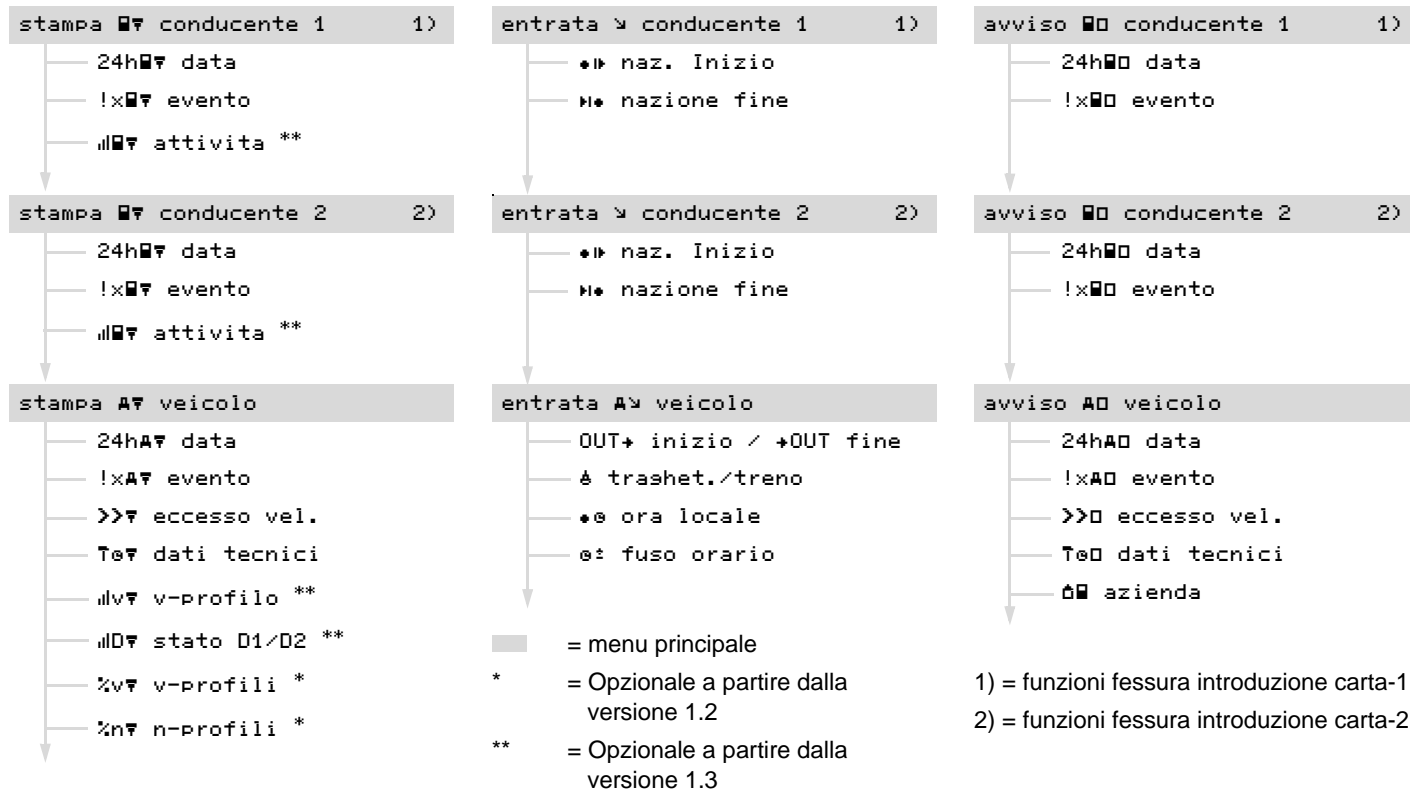 stampa conducente 1 1)
24h data
!x evento
attivita **
stampa conducente 2 2)
24h data
!x evento
attivita **
stampa veicolo
24h data
!x evento
>> eccesso vel.
dati tecnici
v v-profilo **
D stato D1/D2 **
%v v-profili *
%n n-profili *
entrata conducente 1 1)
naz. Inizio
nazione fine
entrata conducente 2 2)
naz. Inizio
nazione fine
entrata veicolo
OUT→ inizio / →OUT fine
trashet./treno
ora locale
fuso orario
= menu principale
* = Opzionale a partire dalla
versione 1.2
** = Opzionale a partire dalla
versione 1.3
avviso conducente 1 1)
24h data
!x evento
avviso conducente 2 2)
24h data
!x evento
avviso veicolo
24h data
!x evento
>> eccesso vel.
dati tecnici
azienda
1) = funzioni fessura introduzione carta-1
2) = funzioni fessura introduzione carta-2